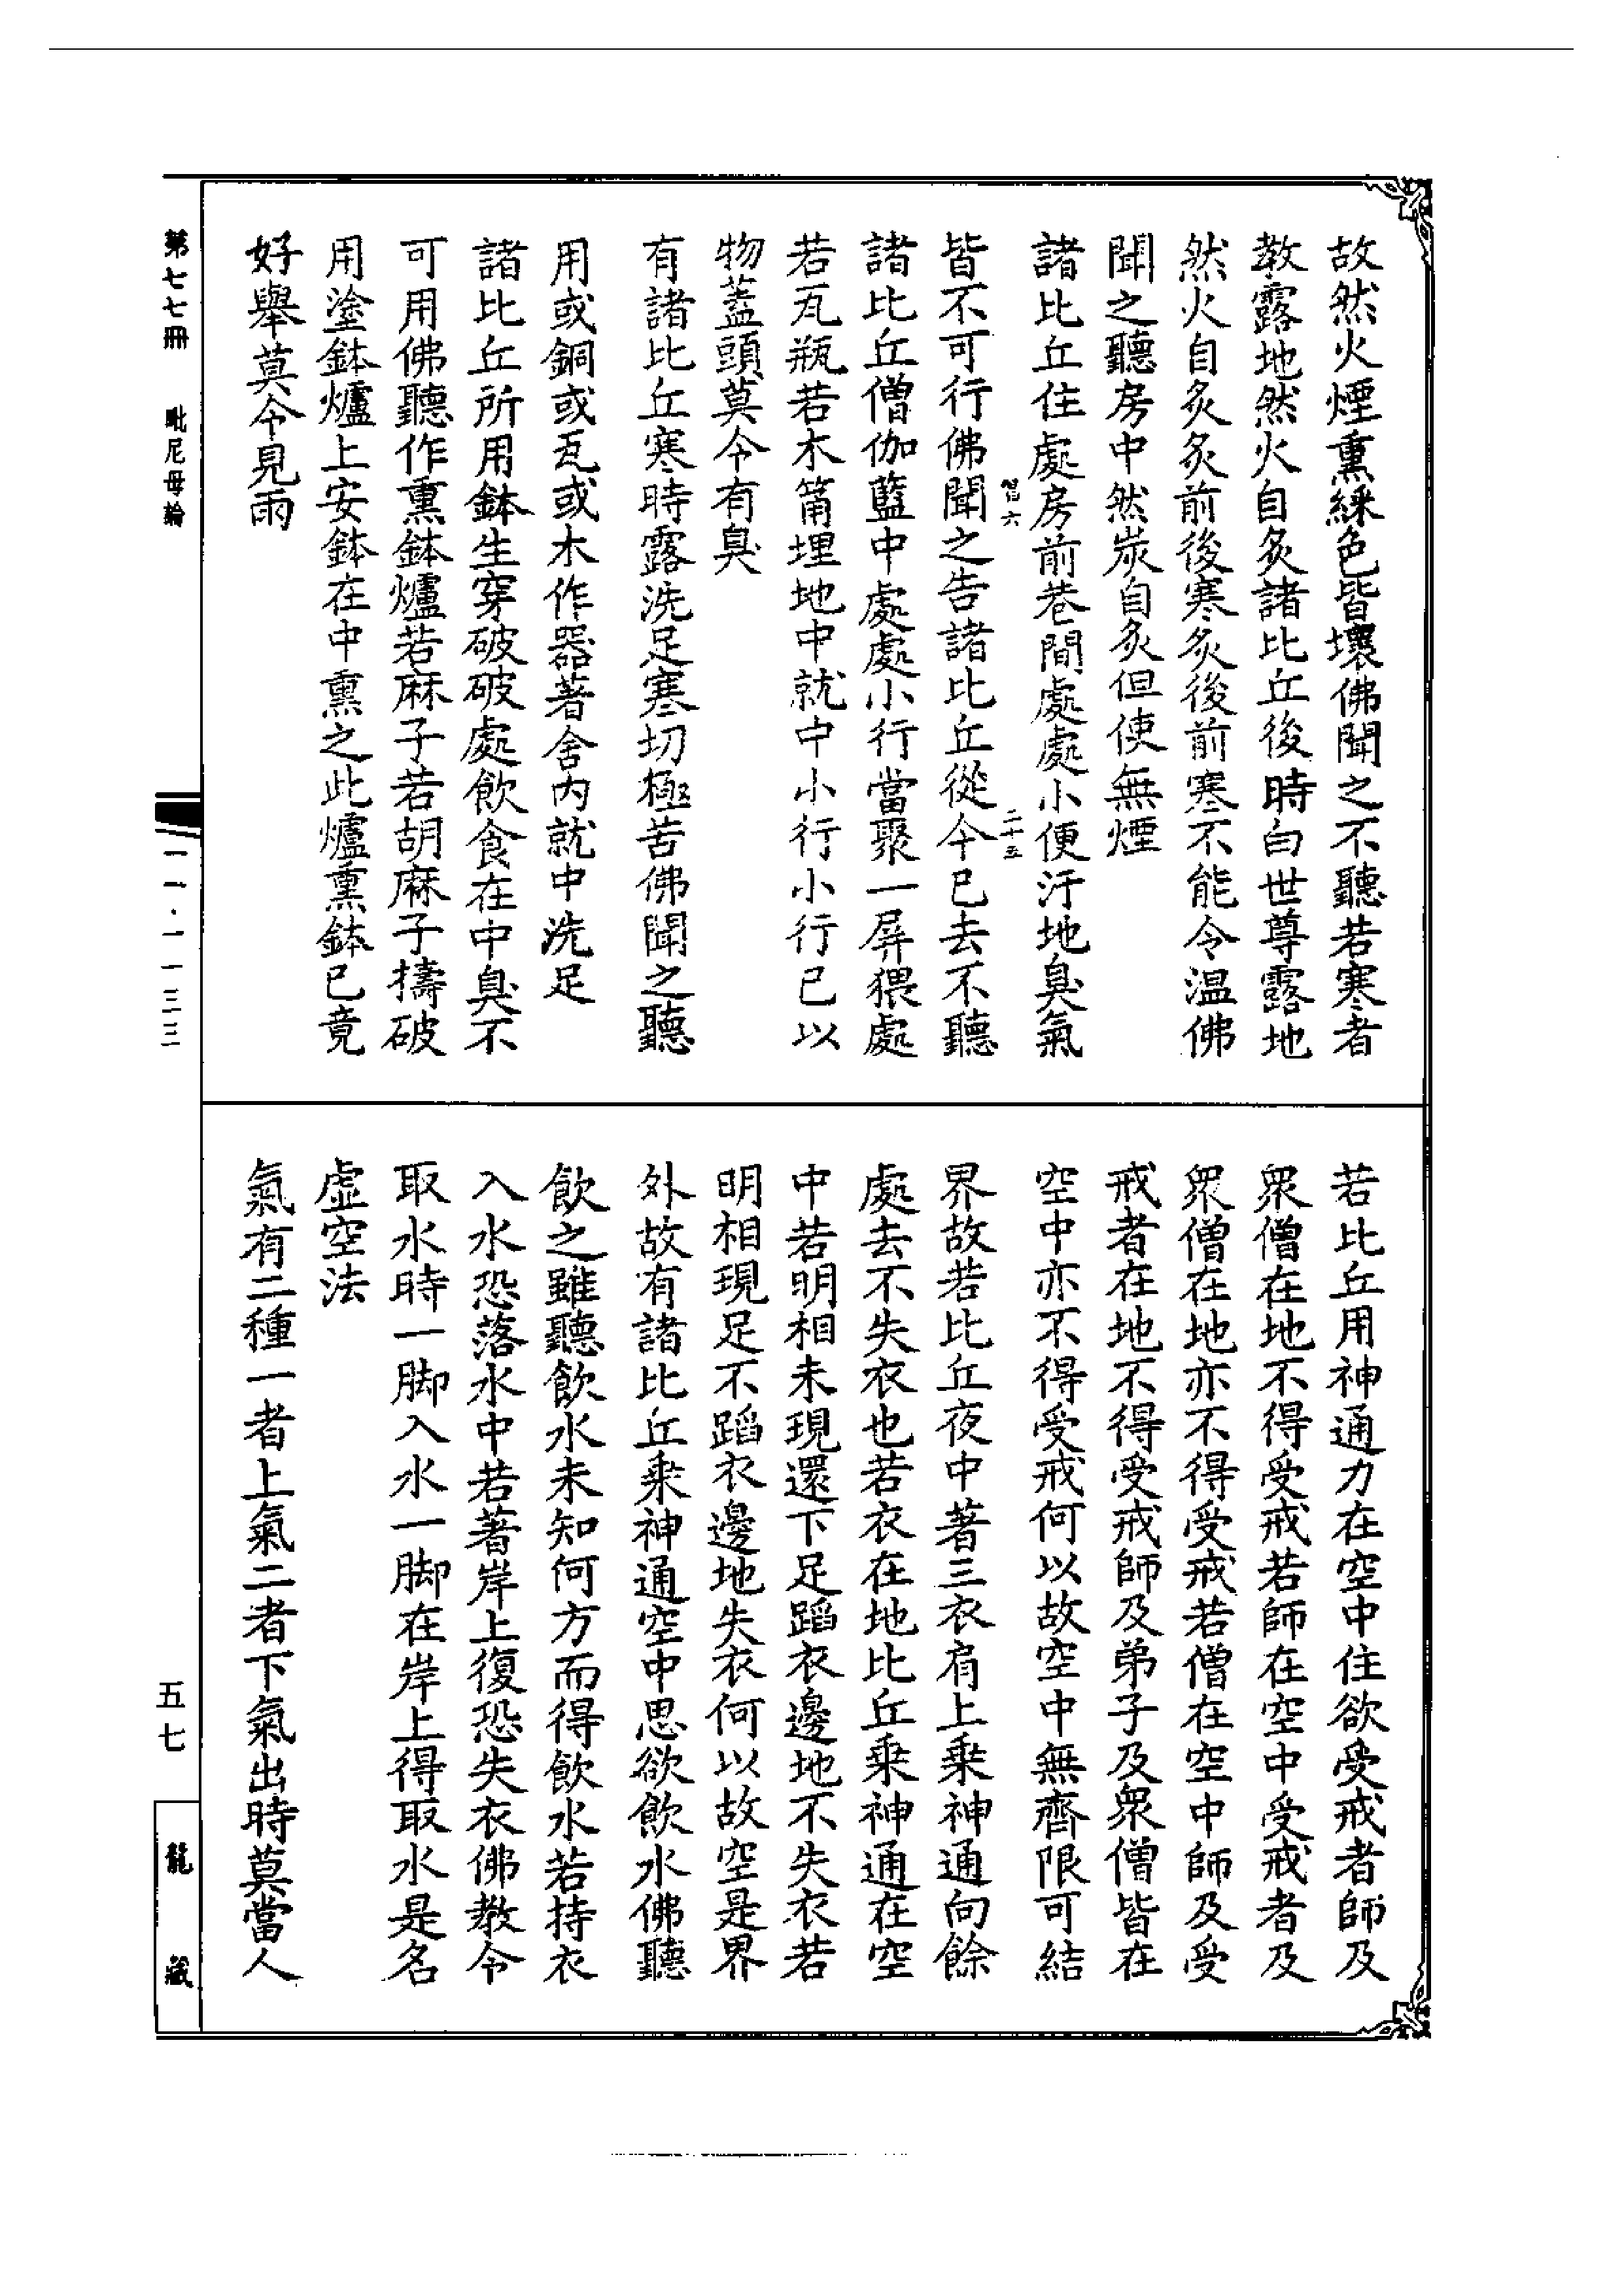 故然火煙熏綵色皆壞佛聞之不聽若寒者
教露地然火自炙諸比丘後時白世尊露地
然火自炙炙前後寒炙後前寒不能令温佛
聞之聽房中然炭自炙但使無煙
諸比丘住處房前巷間處處小便汙地臭氣
二十五
皆不可行佛聞之告諸比丘從今已去不聽
諸比丘僧伽藍中處處小行當聚一屏猥處
若瓦瓶若木筩埋地中就中小行小行已以
物蓋頭莫令有臭
有諸比丘寒時露洗足寒切極苦佛聞之聽
用或銅或瓦或木作器著舍内就中洗足
諸比丘所用鉢生穿破破處飲食在中臭不
可用佛聽作熏鉢爐若麻子若胡麻子擣破
用塗鉢爐上安鉢在中熏之此爐熏鉢已竟
好舉莫令見雨
若比丘用神通力在空中住欲受戒者師及
眾僧在地不得受戒若師在空中受戒者及
眾僧在地亦不得受戒若僧在空中師及受
戒者在地不得受戒師及弟子及眾僧皆在
空中亦不得受戒何以故空中無齊限可結
界故若比丘夜中著三衣肩上乘神通向餘
處去不失衣也若衣在地比丘乘神通在空
中若明相未現還下足蹈衣邊地不失衣若
明相現足不蹈衣邊地失衣何以故空是界
外故有諸比丘乘神通空中思欲飲水佛聽
飲之雖聽飲水未知何方而得飲水若持衣
入水恐落水中若著岸上復恐失衣佛教令
取水時一脚入水一脚在岸上得取水是名
虛空法
氣有二種一者上氣二者下氣出時莫當人
第七七冊 毗尼母論
一一·一一三三
五七
龍藏